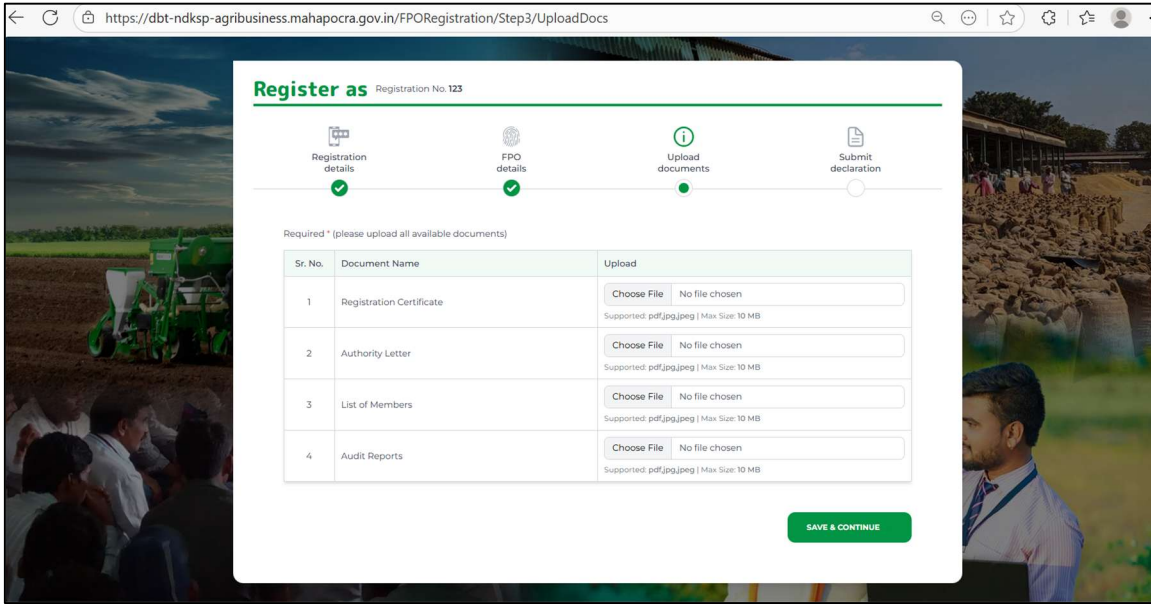 https://dbt-ndksp-agribusiness.mahapocra.gov.in/FPORegistration/Step3/UploadDocs
Register as Registration No. 123
Registration details
FPO details
Upload documents
Submit declaration
Required * (please upload all available documents)
Sr. No. Document Name Upload
1 Registration Certificate Choose File No file chosen
Supported: pdf,jpg,jpeg | Max Size: 10 MB
2 Authority Letter Choose File No file chosen
Supported: pdf,jpg,jpeg | Max Size: 10 MB
3 List of Members Choose File No file chosen
Supported: pdf,jpg,jpeg | Max Size: 10 MB
4 Audit Reports Choose File No file chosen
Supported: pdf,jpg,jpeg | Max Size: 10 MB
SAVE & CONTINUE